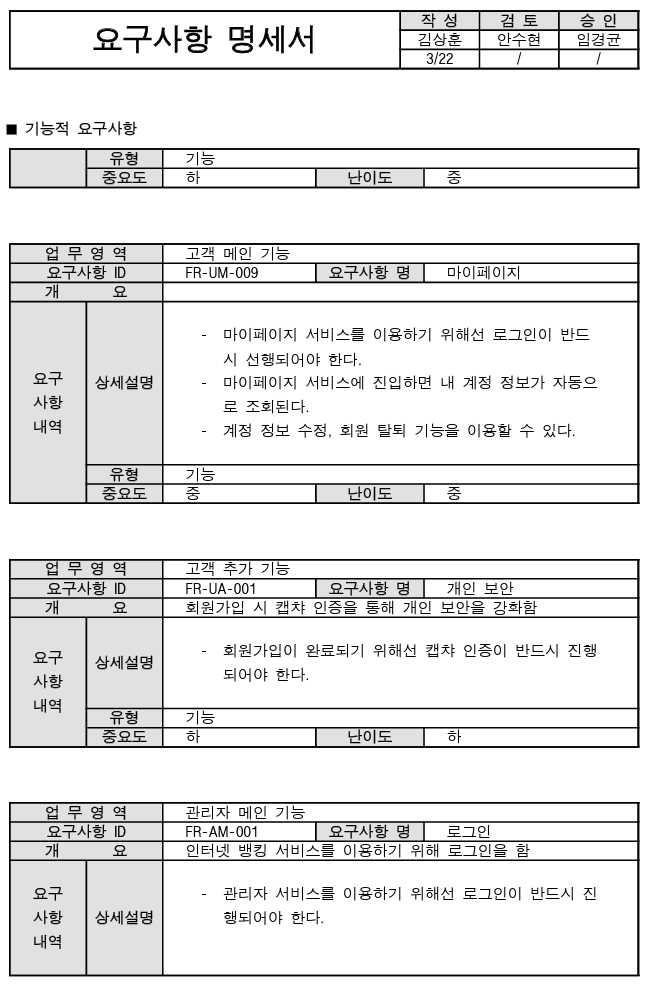 요구사항 명세서
작 성 검 토 승 인
김상훈 안수현 임경균
3/22 / /
■ 기능적 요구사항
유형 기능
중요도 하 난이도 중
업 무 영 역 고객 메인 기능
요구사항 ID FR-UM-009 요구사항 명 마이페이지
개 요
요구
사항
내역
상세설명
- 마이페이지 서비스를 이용하기 위해선 로그인이 반드
시 선행되어야 한다.
- 마이페이지 서비스에 진입하면 내 계정 정보가 자동으
로 조회된다.
- 계정 정보 수정, 회원 탈퇴 기능을 이용할 수 있다.
유형 기능
중요도 중 난이도 중
업 무 영 역 고객 추가 기능
요구사항 ID FR-UA-001 요구사항 명 개인 보안
개 요 회원가입 시 캡챠 인증을 통해 개인 보안을 강화함
요구
사항
내역
상세설명
- 회원가입이 완료되기 위해선 캡챠 인증이 반드시 진행
되어야 한다.
유형 기능
중요도 하 난이도 하
업 무 영 역 관리자 메인 기능
요구사항 ID FR-AM-001 요구사항 명 로그인
개 요 인터넷 뱅킹 서비스를 이용하기 위해 로그인을 함
요구
사항
내역
상세설명
- 관리자 서비스를 이용하기 위해선 로그인이 반드시 진
행되어야 한다.